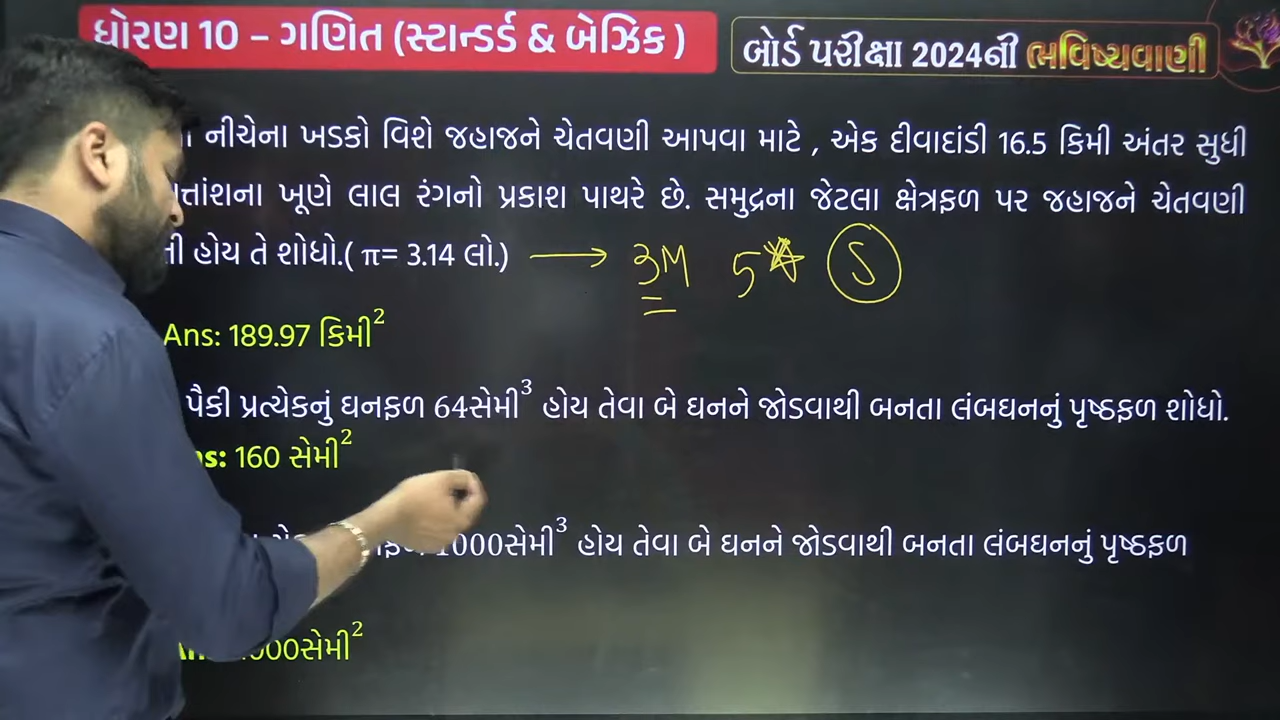 ધોરણ 10 – ગણિત (સ્ટાન્ડર્ડ & બેઝિક )
બોર્ડ પરીક્ષા 2024ની ભવિષ્યવાણી
નીચેના ખડકો વિશે જહાજને ચેતવણી આપવા માટે , એક દીવાદાંડી 16.5 કિમી અંતર સુધી
ખૂણે લાલ રંગનો પ્રકાશ પાથરે છે. સમુદ્રના જેટલા ક્ષેત્રફળ પર જહાજને ચેતવણી
હોય તે શોધો.( π= 3.14 લો.) → 3M 5☆ S
Ans: 189.97 કિમી²
પૈકી પ્રત્યેકનું ઘનફળ 64સેમી³ હોય તેવા બે ઘનને જોડવાથી બનતા લંબઘનનું પૃષ્ઠફળ શોધો.
160 સેમી²
1000સેમી³ હોય તેવા બે ઘનને જોડવાથી બનતા લંબઘનનું પૃષ્ઠફળ